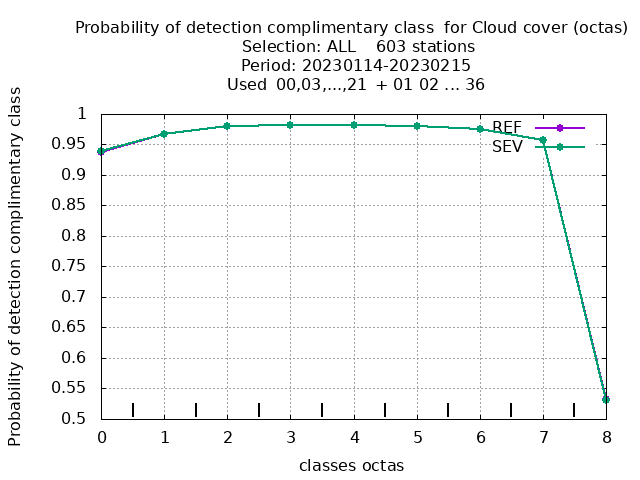 Probability of detection complimentary class  for Cloud cover (octas)
Selection: ALL    603 stations
Period: 20230114-20230215
Used  00,03,...,21  + 01 02 ... 36
Probability of detection complimentary class
1
0.95
0.9
0.85
0.8
0.75
0.7
0.65
0.6
0.55
0.5
REF
SEV
0 1 2 3 4 5 6 7 8
classes octas